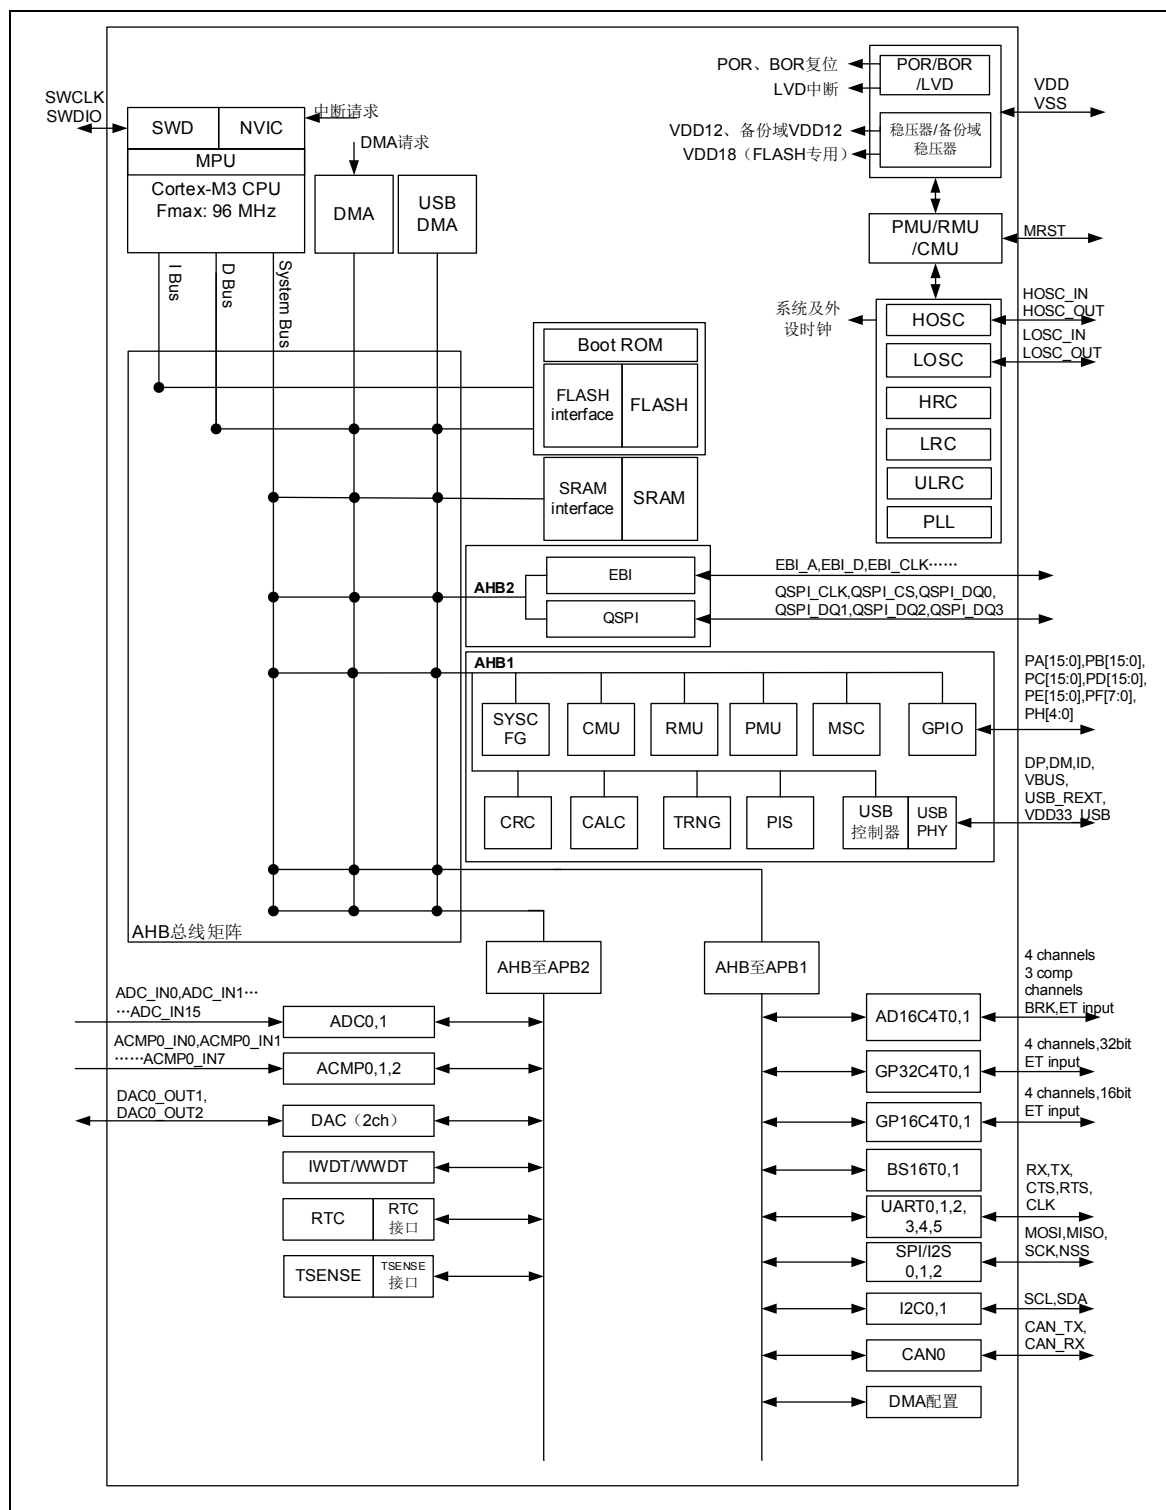 SWCLK
SWDIO
SWD
NVIC
中断请求
MPU
Cortex-M3 CPU
Fmax: 96 MHz
DMA请求
DMA
USB
DMA
I Bus
D Bus
System Bus
POR、BOR复位
LVD中断
POR/BOR
/LVD
VDD
VSS
VDD12、备份域VDD12
VDD18（FLASH专用）
稳压器/备份域
稳压器
PMU/RMU
/CMU
MRST
系统及外
设时钟
HOSC
HOSC_IN
HOSC_OUT
LOSC
LOSC_IN
LOSC_OUT
HRC
LRC
ULRC
PLL
Boot ROM
FLASH
interface
FLASH
SRAM
interface
SRAM
AHB2
EBI
QSPI
EBI_A,EBI_D,EBI_CLK……
QSPI_CLK,QSPI_CS,QSPI_DQ0,
QSPI_DQ1,QSPI_DQ2,QSPI_DQ3
AHB1
SYSC
FG
CMU
RMU
PMU
MSC
GPIO
PA[15:0],PB[15:0],
PC[15:0],PD[15:0],
PE[15:0],PF[7:0],
PH[4:0]
CRC
CALC
TRNG
PIS
USB
控制器
USB
PHY
DP,DM,ID,
VBUS,
USB_REXT,
VDD33_USB
AHB总线矩阵
AHB至APB2
AHB至APB1
ADC_IN0,ADC_IN1…
…ADC_IN15
ADC0,1
ACMP0_IN0,ACMP0_IN1
……ACMP0_IN7
ACMP0,1,2
DAC0_OUT1,
DAC0_OUT2
DAC（2ch）
IWDT/WWDT
RTC
RTC
接口
TSENSE
TSENSE
接口
AD16C4T0,1
4 channels
3 comp
channels
BRK,ET input
GP32C4T0,1
4 channels,32bit
ET input
GP16C4T0,1
4 channels,16bit
ET input
BS16T0,1
UART0,1,2,
3,4,5
RX,TX,
CTS,RTS,
CLK
SPI/I2S
0,1,2
MOSI,MISO,
SCK,NSS
I2C0,1
SCL,SDA
CAN0
CAN_TX,
CAN_RX
DMA配置